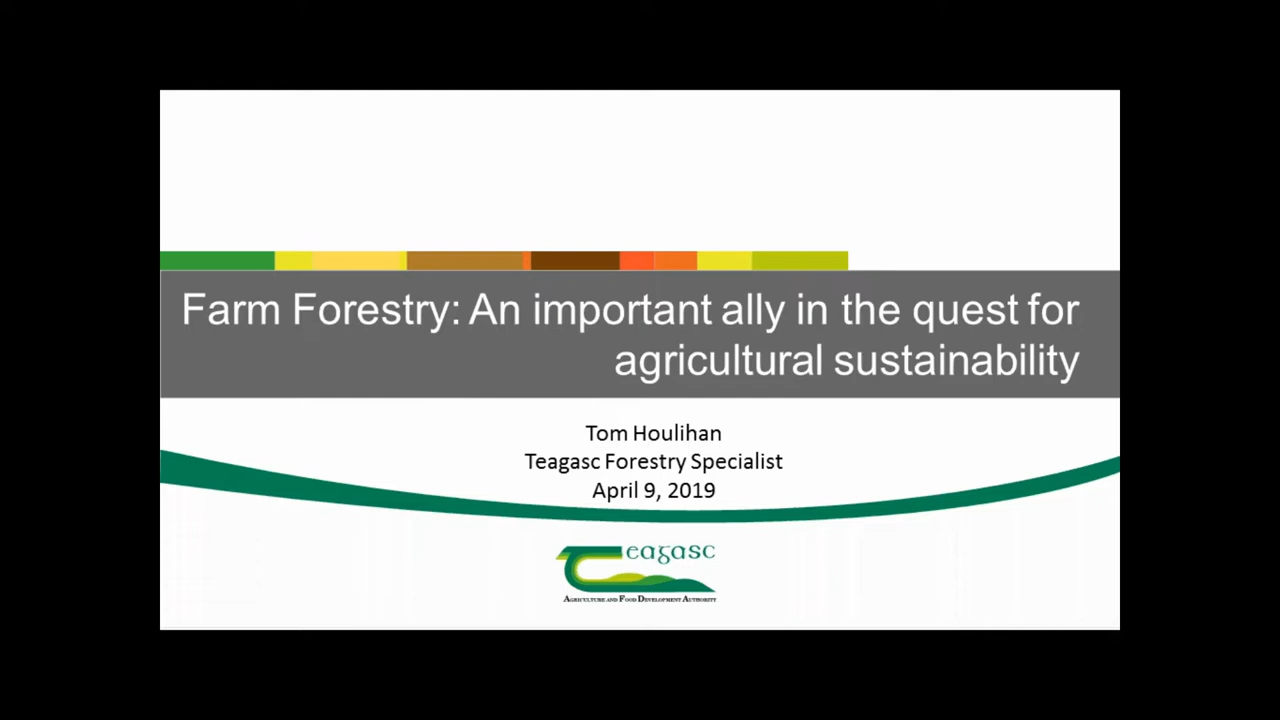 Farm Forestry: An important ally in the quest for
agricultural sustainability
Tom Houlihan
Teagasc Forestry Specialist
April 9, 2019
Teagasc
Agriculture and Food Development Authority